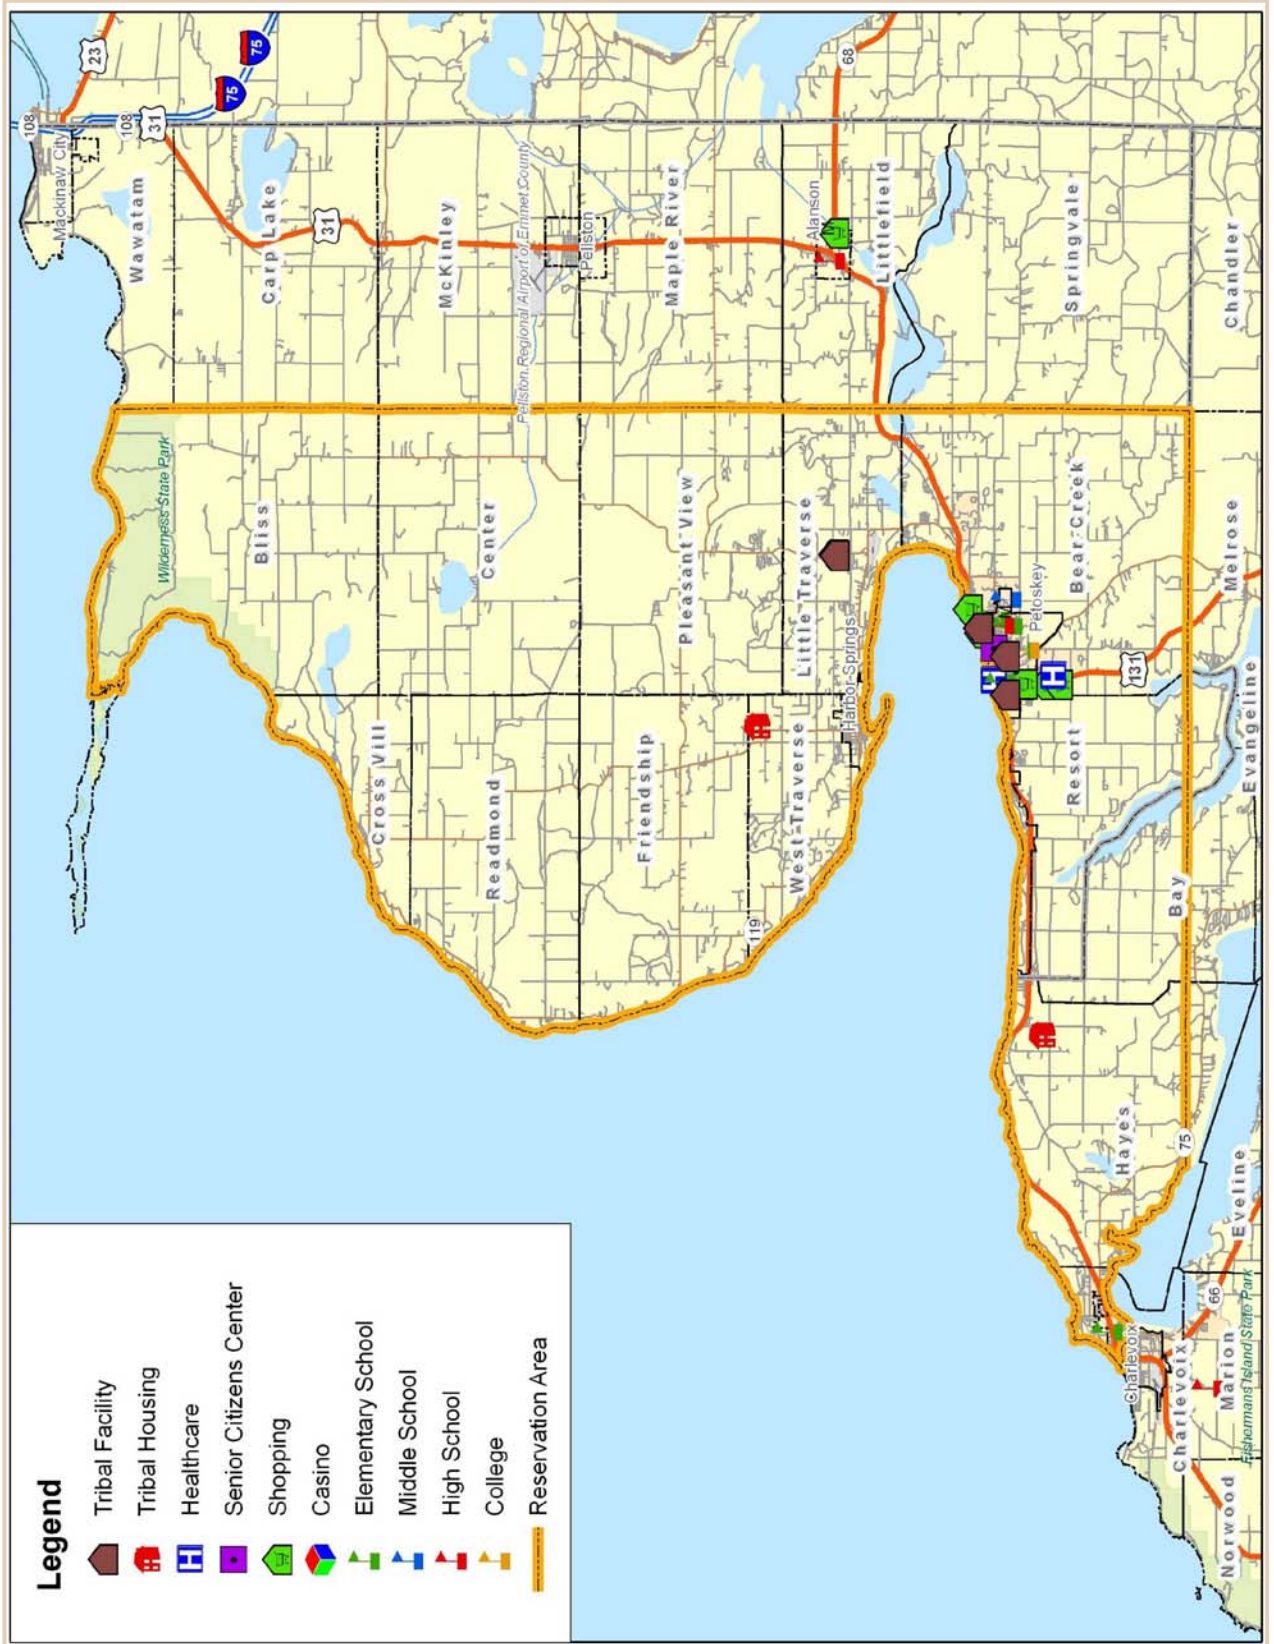 Legend
Tribal Facility
Tribal Housing
Healthcare
Senior Citizens Center
Shopping
Casino
Elementary School
Middle School
High School
College
Reservation Area
108
23
75
75
108
31
Mackinaw City
Wawatam
Carp Lake
31
McKinley
Pellston Regional Airport of Emmet County
Pellston
Maple River
68
Alanson
Littlefield
Springvale
Chandler
Wilderness State Park
Bliss
Center
Pleasant View
Little Traverse
Harbor Springs
Cross Vill
Readmond
Friendship
West Traverse
119
Petoskey
Bear Creek
131
Melrose
Resort
Evangeline
Bay
Hayes
75
Eveline
66
Charlevoix
Charlevoix
Marion
Fishermans Island State Park
Norwood
H
H
H